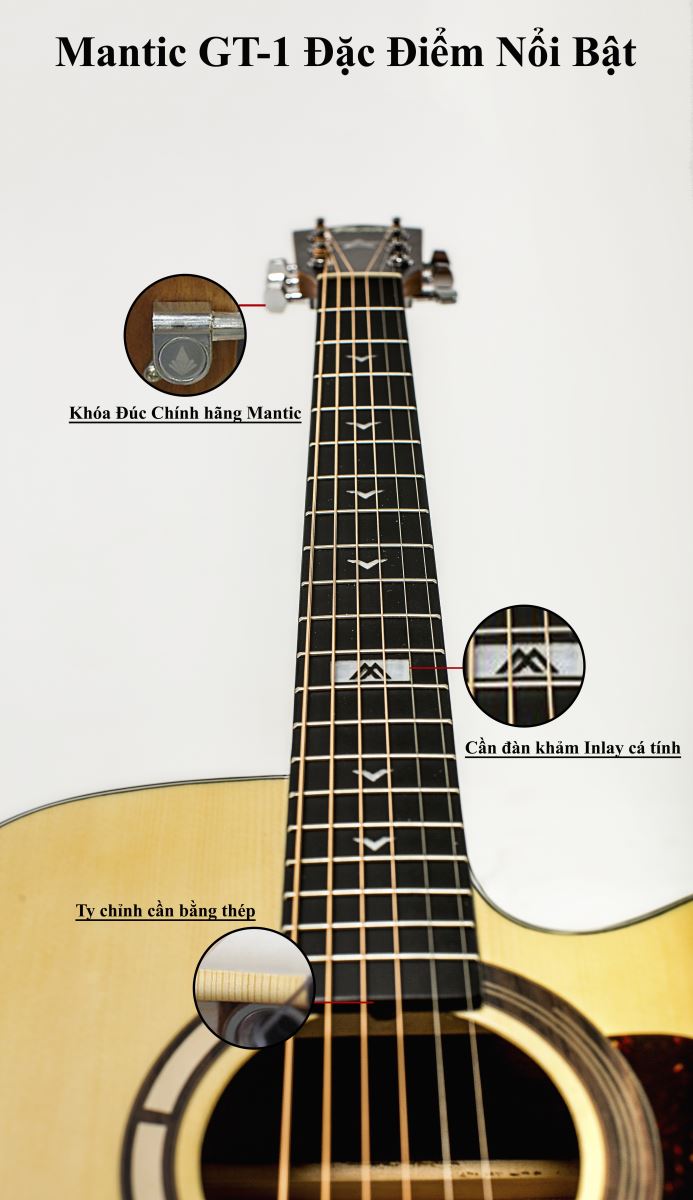 Mantic GT-1 Đặc Điểm Nổi Bật
Khóa Đúc Chính hãng Mantic
Cần đàn khảm Inlay cá tính
Ty chỉnh cần bằng thép